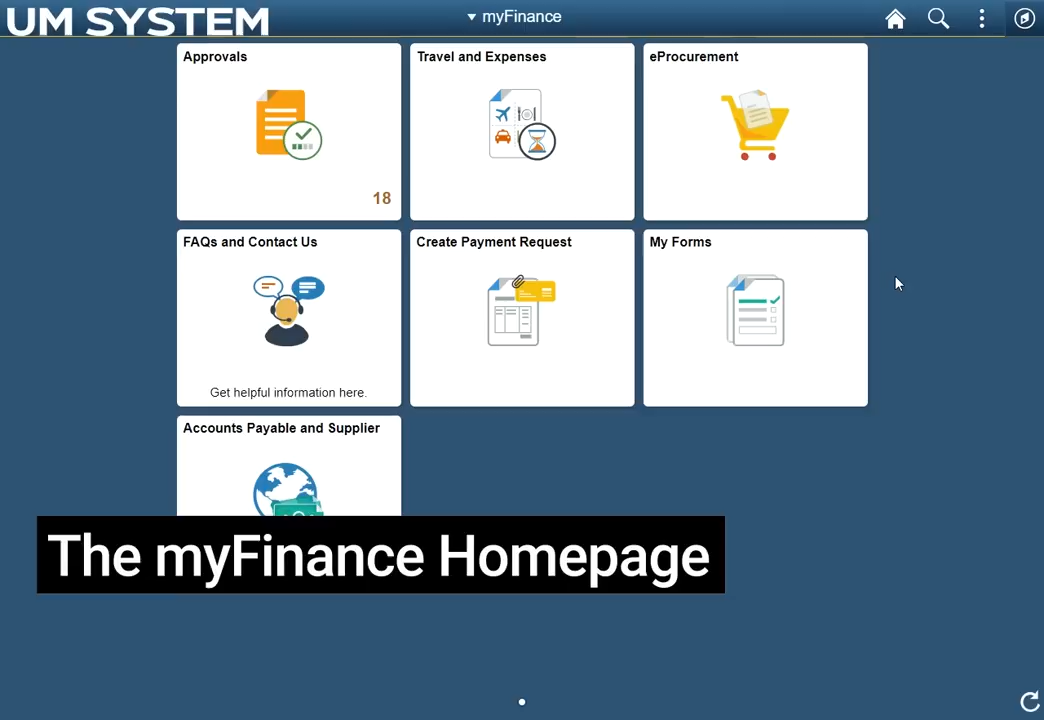 UM SYSTEM
myFinance
Approvals
18
Travel and Expenses
eProcurement
FAQs and Contact Us
Get helpful information here.
Create Payment Request
My Forms
Accounts Payable and Supplier
The myFinance Homepage